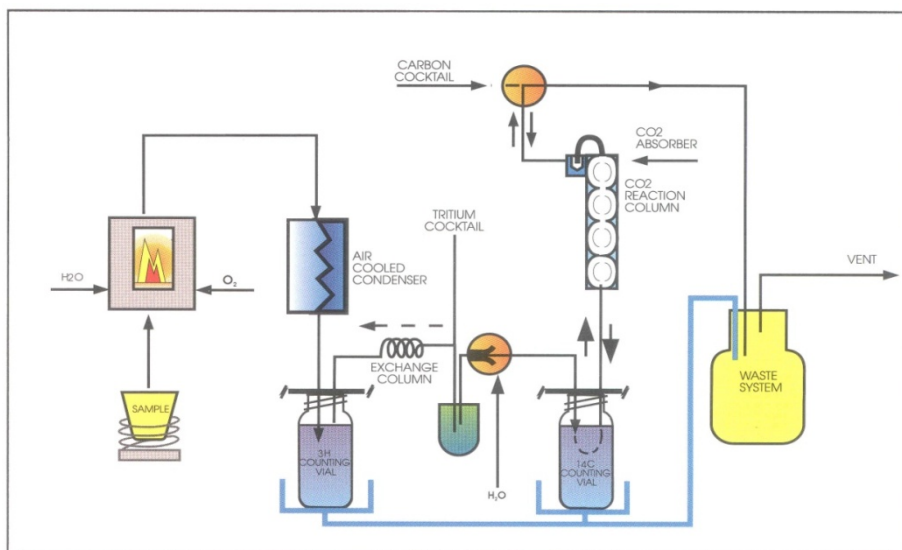 CARBON
COCKTAIL
CO2
ABSORBER
CO2
REACTION
COLUMN
TRITIUM
COCKTAIL
AIR
COOLED
CONDENSER
VENT
H2O
O2
EXCHANGE
COLUMN
WASTE
SYSTEM
SAMPLE
3H
COUNTING
VIAL
14C
COUNTING
VIAL
H2O